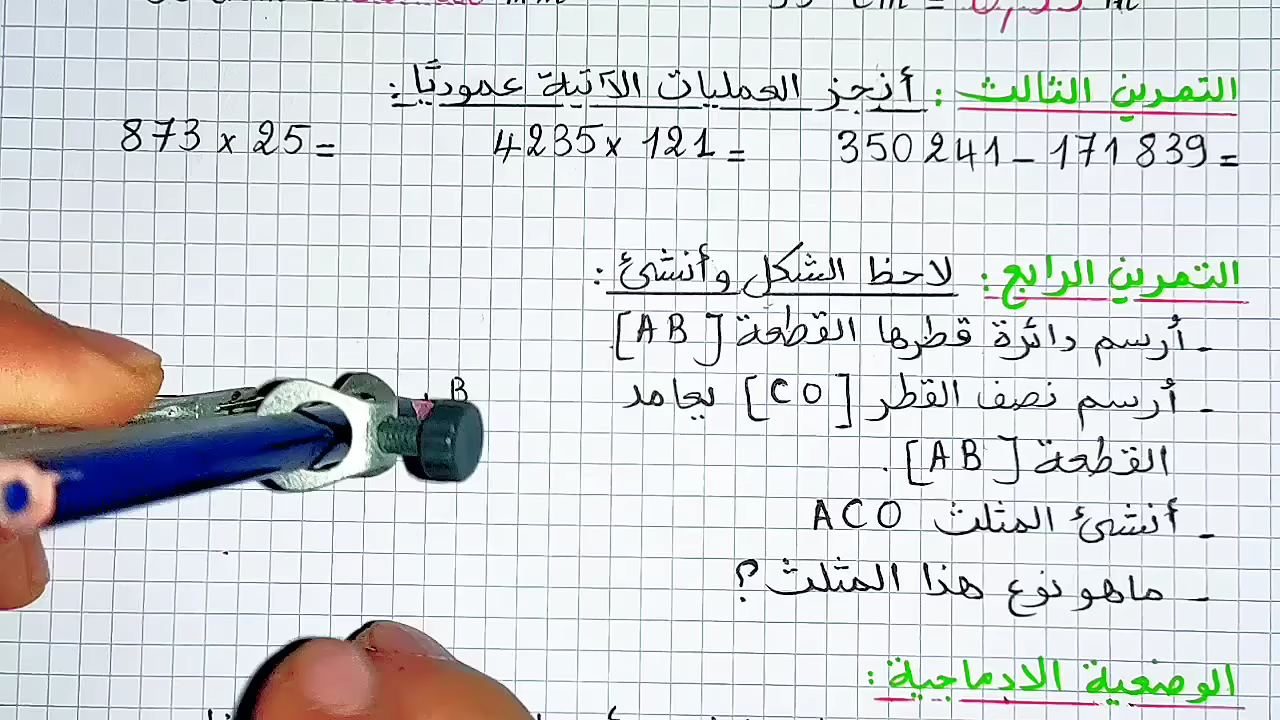 التمرين الثالث : أنجز العمليات الآتية عموديًا :
873 x 25 = 4235 x 121 = 350 241 - 171 839 =
التمرين الرابع : لاحظ الشكل وأنشئ :
- أرسم دائرة قطرها القطعة [AB].
- أرسم نصف القطر [CO] يعامد
القطعة [AB].
B
- أنشئ المثلث ACO
- ماهو نوع هذا المثلث ؟
الوضعية الادماجية :